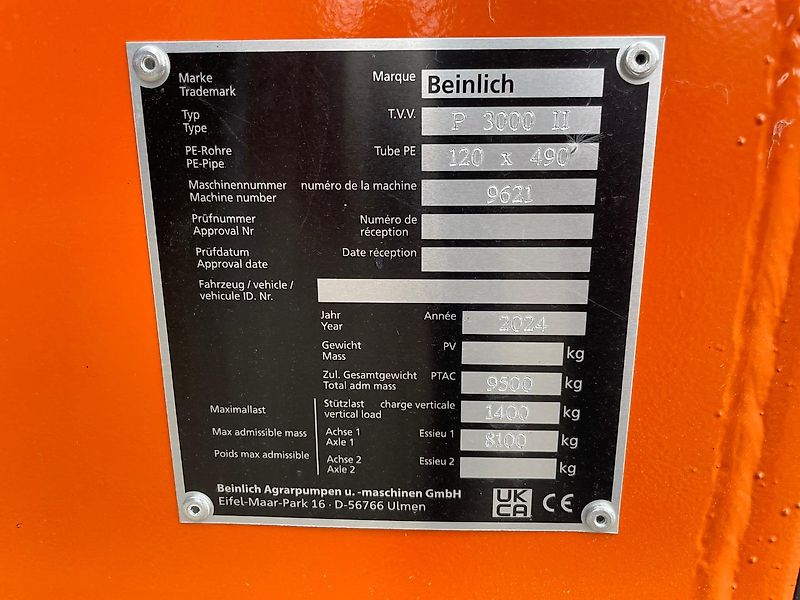 Marke Marque Beinlich
Trademark
Typ T.V.V. P 3000 II
Type
PE-Rohre Tube PE 120 x 490
PE-Pipe
Maschinennummer numéro de la machine 9621
Machine number
Prüfnummer Numéro de
Approval Nr réception
Prüfdatum Date réception
Approval date
Fahrzeug / vehicle /
vehicule ID. Nr.
Jahr Année 2024
Year
Gewicht PV kg
Mass
Zul. Gesamtgewicht PTAC 9500 kg
Total adm mass
Maximallast Stützlast charge verticale 1400 kg
vertical load
Max admissible mass Achse 1 Essieu 1 8100 kg
Axle 1
Poids max admissible Achse 2 Essieu 2 kg
Axle 2
Beinlich Agrarpumpen u. -maschinen GmbH
Eifel-Maar-Park 16 · D-56766 Ulmen
UK
CA CE